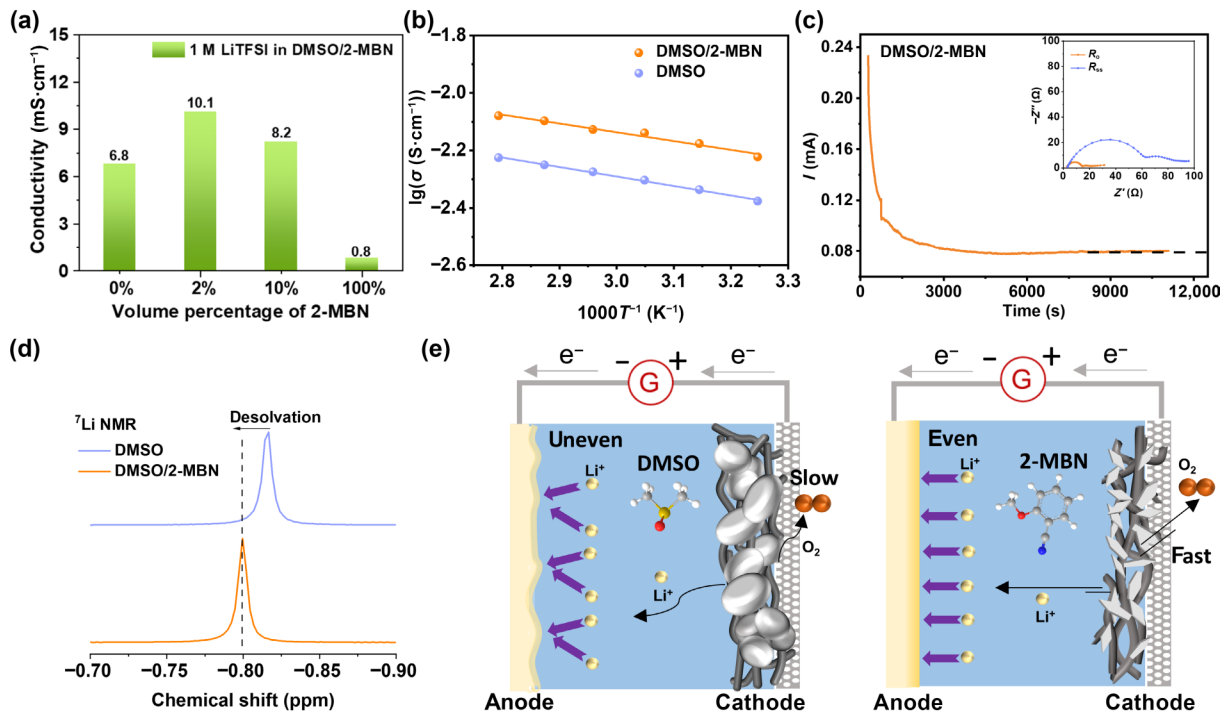 (a)
1 M LiTFSI in DMSO/2-MBN
Conductivity (mS·cm⁻¹)
15
12
9
6
3
0
6.8
10.1
8.2
0.8
0%
2%
10%
100%
Volume percentage of 2-MBN
(b)
DMSO/2-MBN
DMSO
lg(σ (S·cm⁻¹))
−1.8
−2.0
−2.2
−2.4
−2.6
2.8
2.9
3.0
3.1
3.2
3.3
1000T⁻¹ (K⁻¹)
(c)
DMSO/2-MBN
I (mA)
0.24
0.20
0.16
0.12
0.08
0.04
0
3000
6000
9000
12,000
Time (s)
Rₒ
Rₛₛ
−Z″ (Ω)
−100
−80
−60
−40
−20
0
20
0
20
40
60
80
100
Z′ (Ω)
(d)
⁷Li NMR
Desolvation
DMSO
DMSO/2-MBN
−0.70
−0.75
−0.80
−0.85
−0.90
Chemical shift (ppm)
(e)
e⁻
−
G
+
e⁻
Uneven
Li⁺
DMSO
Slow
O₂
Li⁺
Anode
Cathode
e⁻
−
G
+
e⁻
Even
Li⁺
2-MBN
O₂
Fast
Li⁺
Anode
Cathode